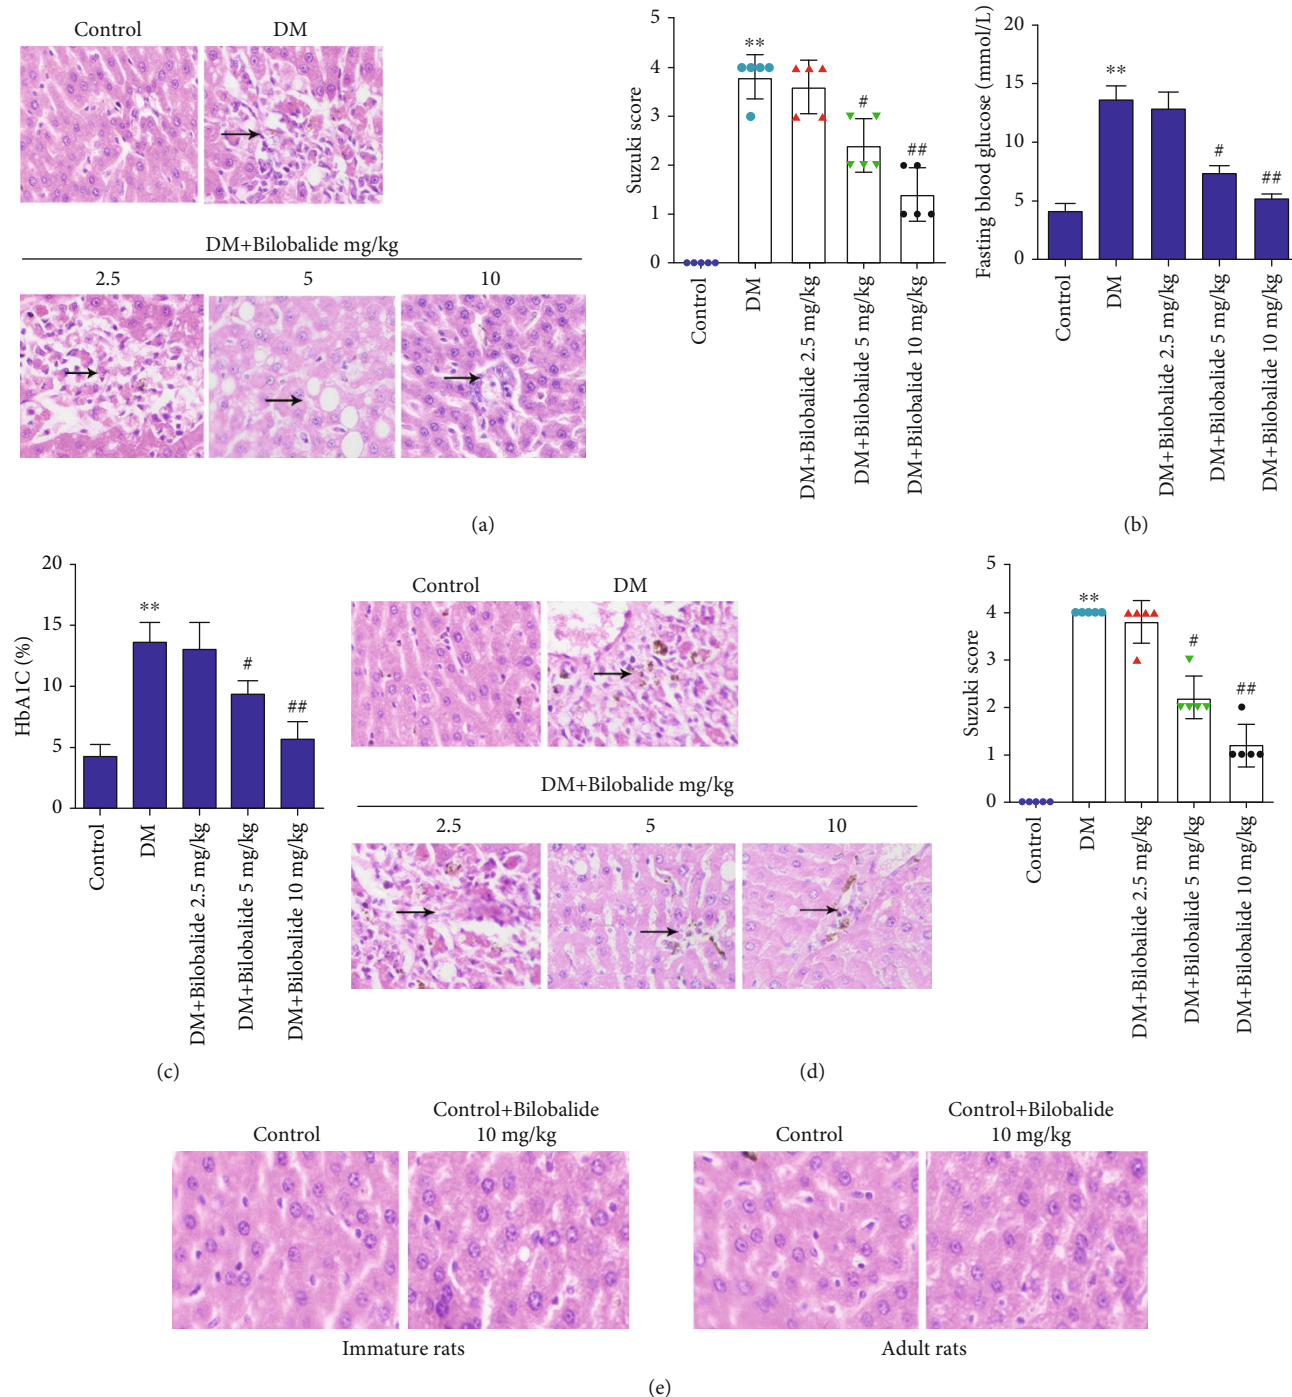 Control
DM
DM+Bilobalide mg/kg
2.5
5
10
Suzuki score
5
4
3
2
1
0
**
#
##
Control
DM
DM+Bilobalide 2.5 mg/kg
DM+Bilobalide 5 mg/kg
DM+Bilobalide 10 mg/kg
(a)
Fasting blood glucose (mmol/L)
20
15
10
5
0
**
#
##
Control
DM
DM+Bilobalide 2.5 mg/kg
DM+Bilobalide 5 mg/kg
DM+Bilobalide 10 mg/kg
(b)
HbA1C (%)
20
15
10
5
0
**
#
##
Control
DM
DM+Bilobalide 2.5 mg/kg
DM+Bilobalide 5 mg/kg
DM+Bilobalide 10 mg/kg
(c)
Control
DM
DM+Bilobalide mg/kg
2.5
5
10
Suzuki score
5
4
3
2
1
0
**
#
##
Control
DM
DM+Bilobalide 2.5 mg/kg
DM+Bilobalide 5 mg/kg
DM+Bilobalide 10 mg/kg
(d)
Control
Control+Bilobalide
10 mg/kg
Immature rats
Control
Control+Bilobalide
10 mg/kg
Adult rats
(e)